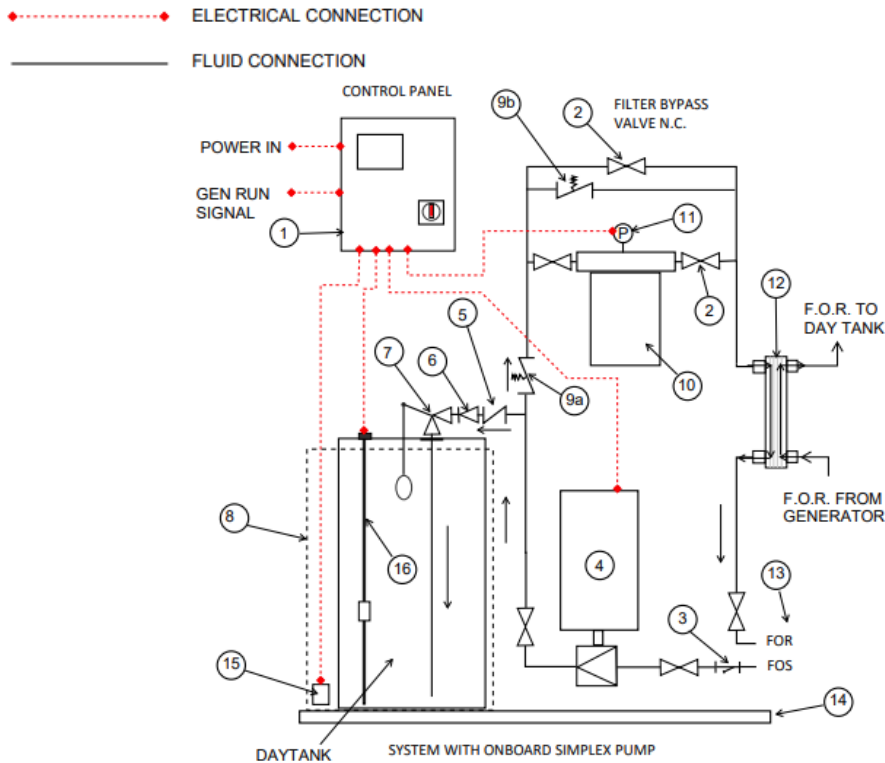 ELECTRICAL CONNECTION
FLUID CONNECTION
CONTROL PANEL
POWER IN
GEN RUN
SIGNAL
1
9b
2
FILTER BYPASS
VALVE N.C.
11
P
2
12
F.O.R. TO
DAY TANK
10
5
6
7
9a
F.O.R. FROM
GENERATOR
8
16
4
13
FOR
3
FOS
15
14
DAYTANK
SYSTEM WITH ONBOARD SIMPLEX PUMP